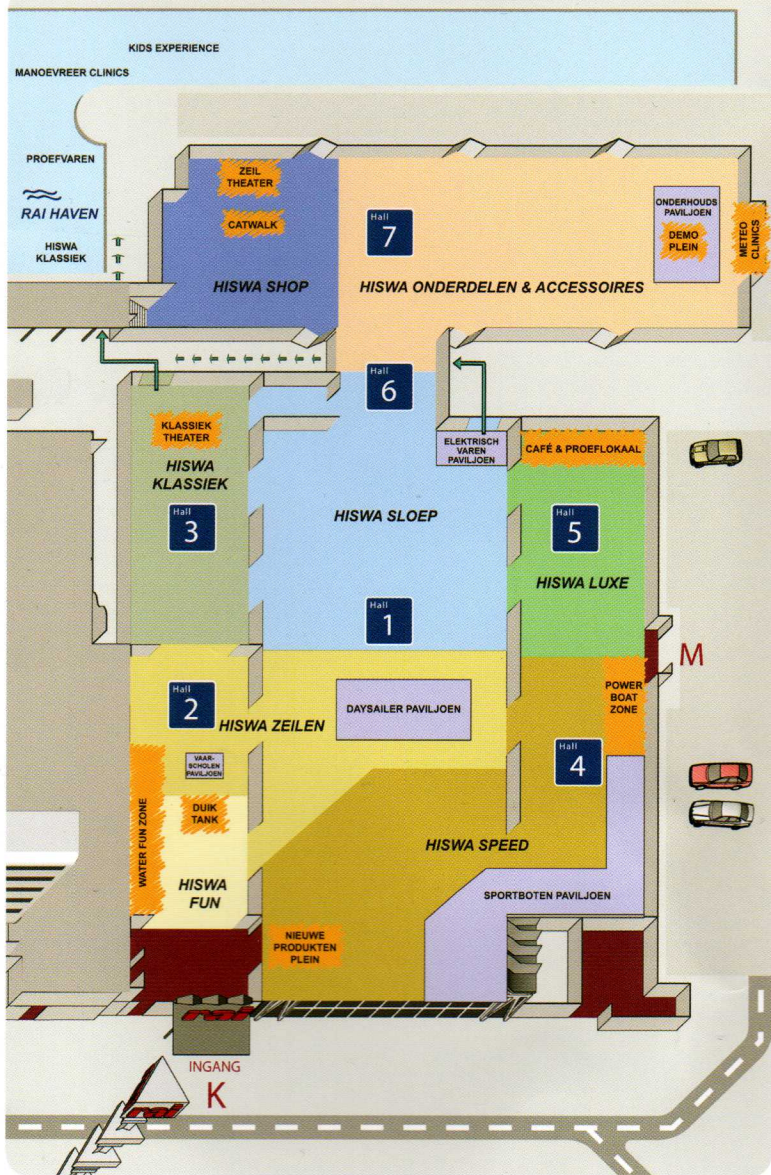 KIDS EXPERIENCE
MANOEVREER CLINICS
PROEFVAREN
RAI HAVEN
HISWA
KLASSIEK
ZEIL
THEATER
CATWALK
HISWA SHOP
Hall
7
HISWA ONDERDELEN & ACCESSOIRES
ONDERHOUDS
PAVILJOEN
DEMO
PLEIN
METEO
CLINICS
Hall
6
KLASSIEK
THEATER
HISWA
KLASSIEK
Hall
3
ELEKTRISCH
VAREN
PAVILJOEN
CAFÉ & PROEFLOKAAL
HISWA SLOEP
Hall
5
HISWA LUXE
Hall
1
M
Hall
2
HISWA ZEILEN
DAYSAILER PAVILJOEN
POWER
BOAT
ZONE
VAAR-
SCHOLEN
PAVILJOEN
Hall
4
WATER FUN ZONE
DUIK
TANK
HISWA SPEED
HISWA
FUN
SPORTBOTEN PAVILJOEN
NIEUWE
PRODUKTEN
PLEIN
rai
INGANG
K
rai